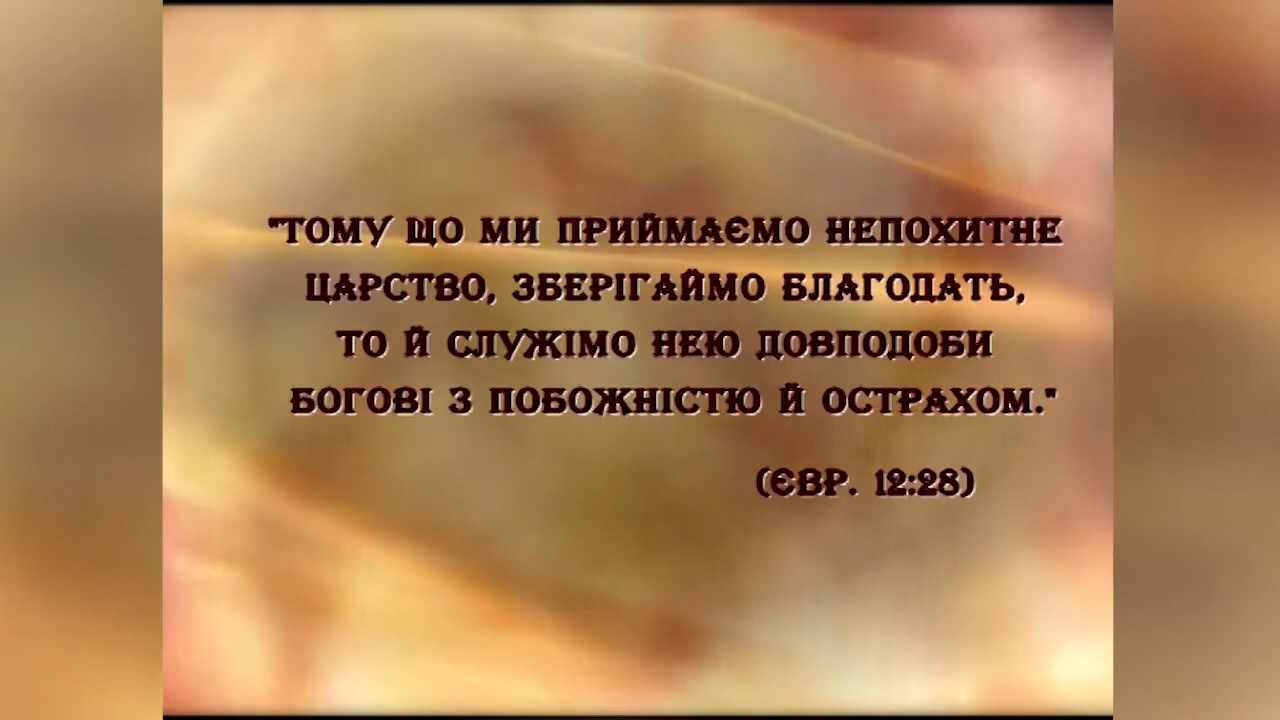 "ТОМУ ЩО МИ ПРИЙМАЄМО НЕПОХИТНЕ
ЦАРСТВО, ЗБЕРІГАЙМО БЛАГОДАТЬ,
ТО Й СЛУЖІМО НЕЮ ДОВПОДОБИ
БОГОВІ З ПОБОЖНІСТЮ Й ОСТРАХОМ."
(ЄВР. 12:28)